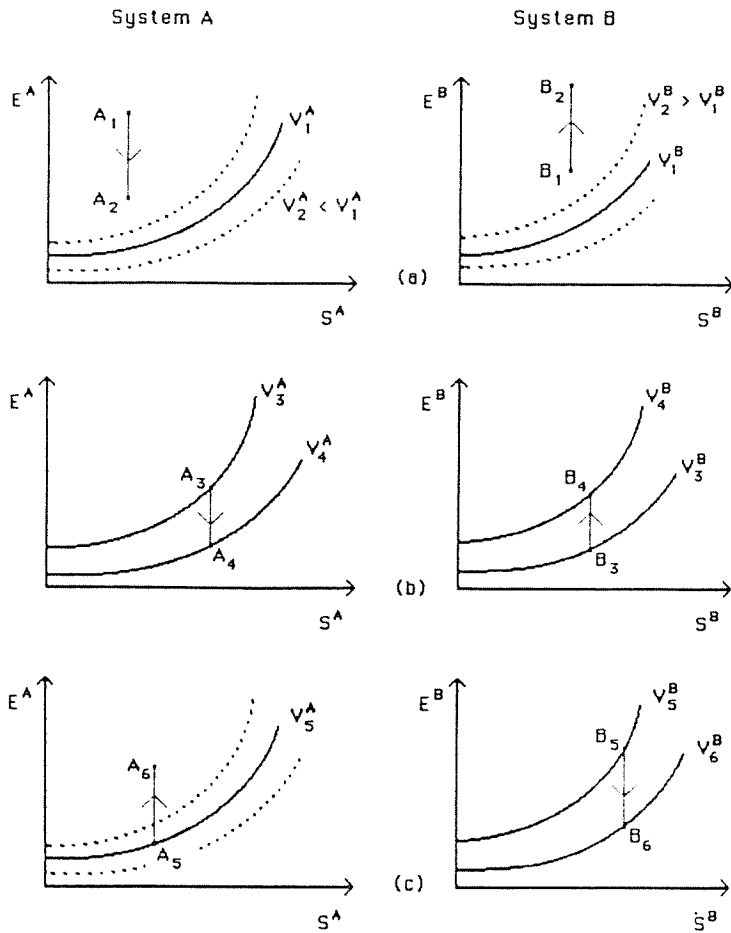 System A
System B
E^A
A_1
A_2
V_1^A
V_2^A < V_1^A
S^A
(a)
E^B
B_2
B_1
V_2^B > V_1^B
V_1^B
S^B
E^A
V_3^A
A_3
V_4^A
A_4
S^A
(b)
E^B
V_4^B
B_4
V_3^B
B_3
S^B
E^A
V_5^A
A_6
A_5
S^A
(c)
E^B
V_5^B
B_5
V_6^B
B_6
S^B